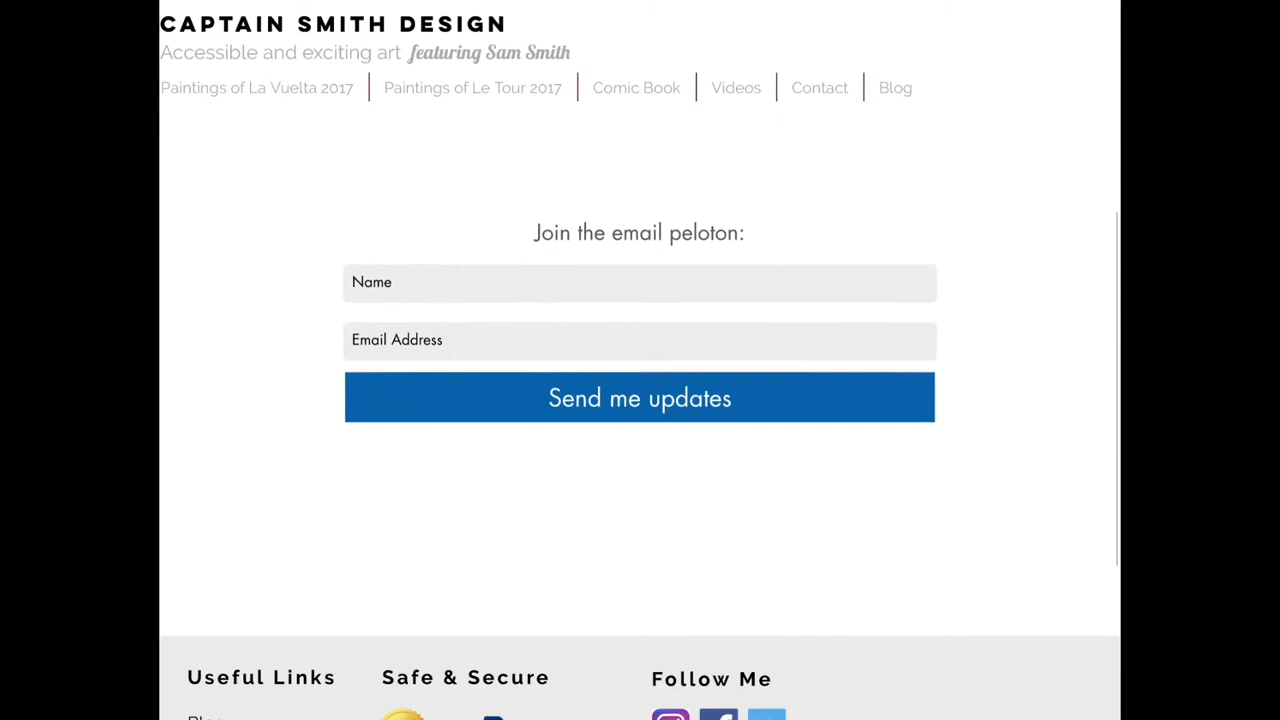 CAPTAIN SMITH DESIGN
Accessible and exciting art featuring Sam Smith
Paintings of La Vuelta 2017 Paintings of Le Tour 2017 Comic Book Videos Contact Blog
Join the email peloton:
Name
Email Address
Send me updates
Useful Links Safe & Secure Follow Me